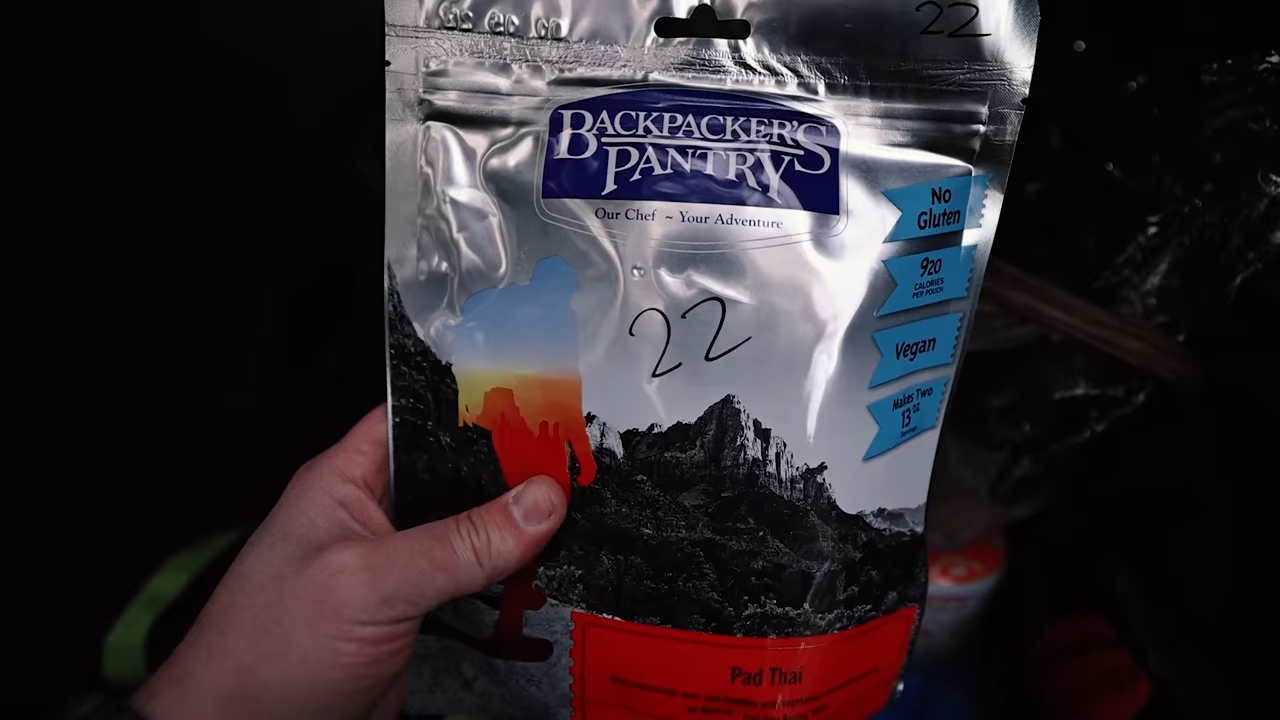 22
BACKPACKER'S
PANTRY
Our Chef ~ Your Adventure
No
Gluten
920
CALORIES
PER POUCH
22
Vegan
Makes Two
13 oz
Servings
Pad Thai